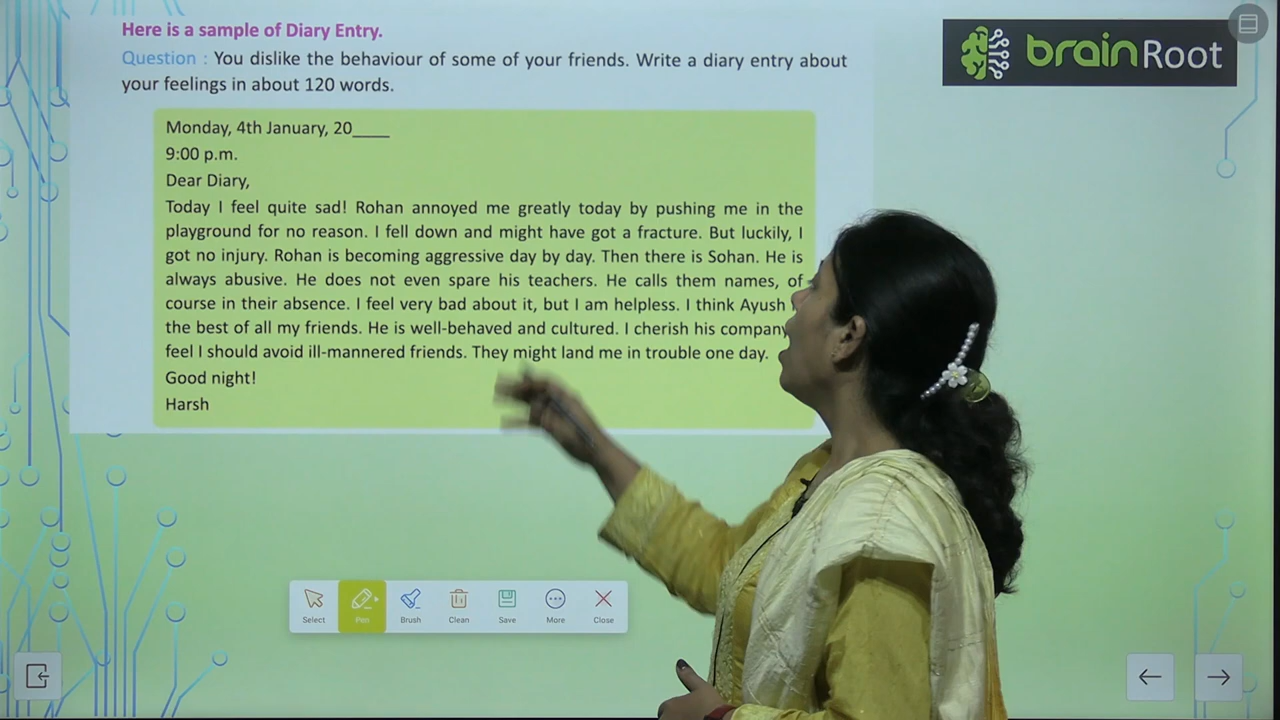 Here is a sample of Diary Entry.
Question : You dislike the behaviour of some of your friends. Write a diary entry about
your feelings in about 120 words.
brainRoot
Monday, 4th January, 20____
9:00 p.m.
Dear Diary,
Today I feel quite sad! Rohan annoyed me greatly today by pushing me in the
playground for no reason. I fell down and might have got a fracture. But luckily, I
got no injury. Rohan is becoming aggressive day by day. Then there is Sohan. He is
always abusive. He does not even spare his teachers. He calls them names, of
course in their absence. I feel very bad about it, but I am helpless. I think Ayush
the best of all my friends. He is well-behaved and cultured. I cherish his company
feel I should avoid ill-mannered friends. They might land me in trouble one day.
Good night!
Harsh
Select Pen Brush Clean Save More Close